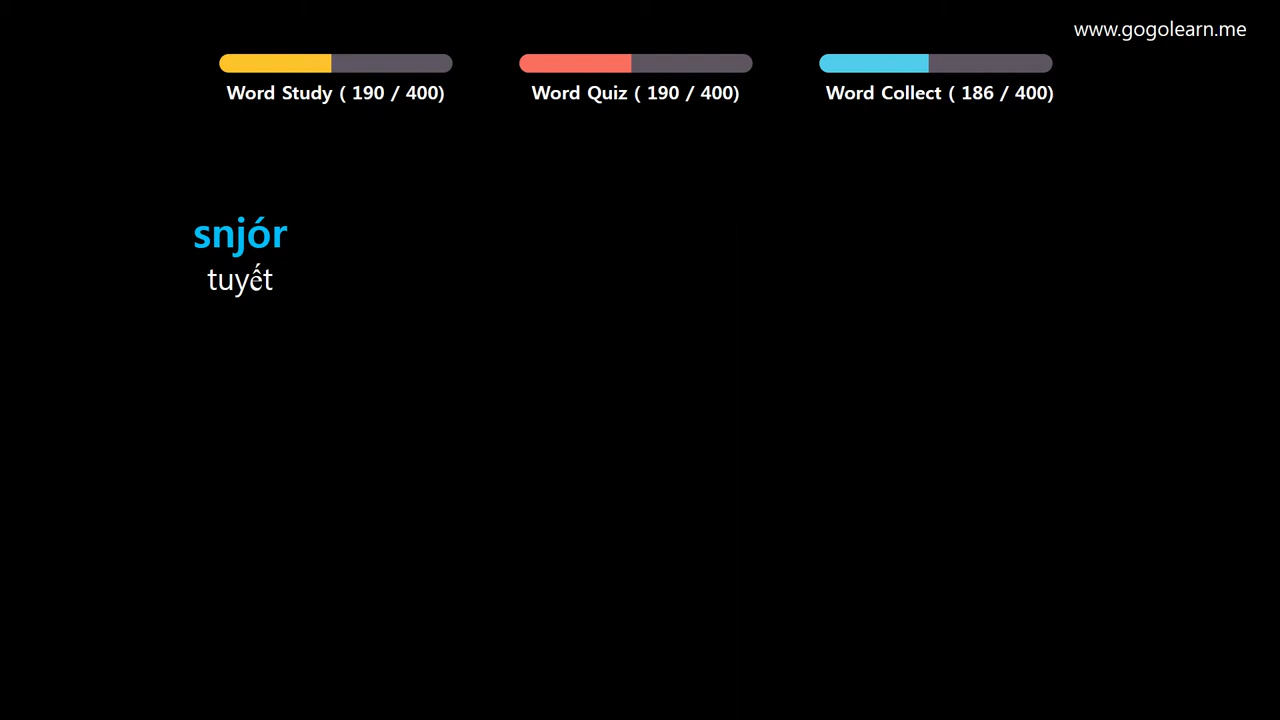 www.gogolearn.me
Word Study ( 190 / 400)
Word Quiz ( 190 / 400)
Word Collect ( 186 / 400)
snjór
tuyết